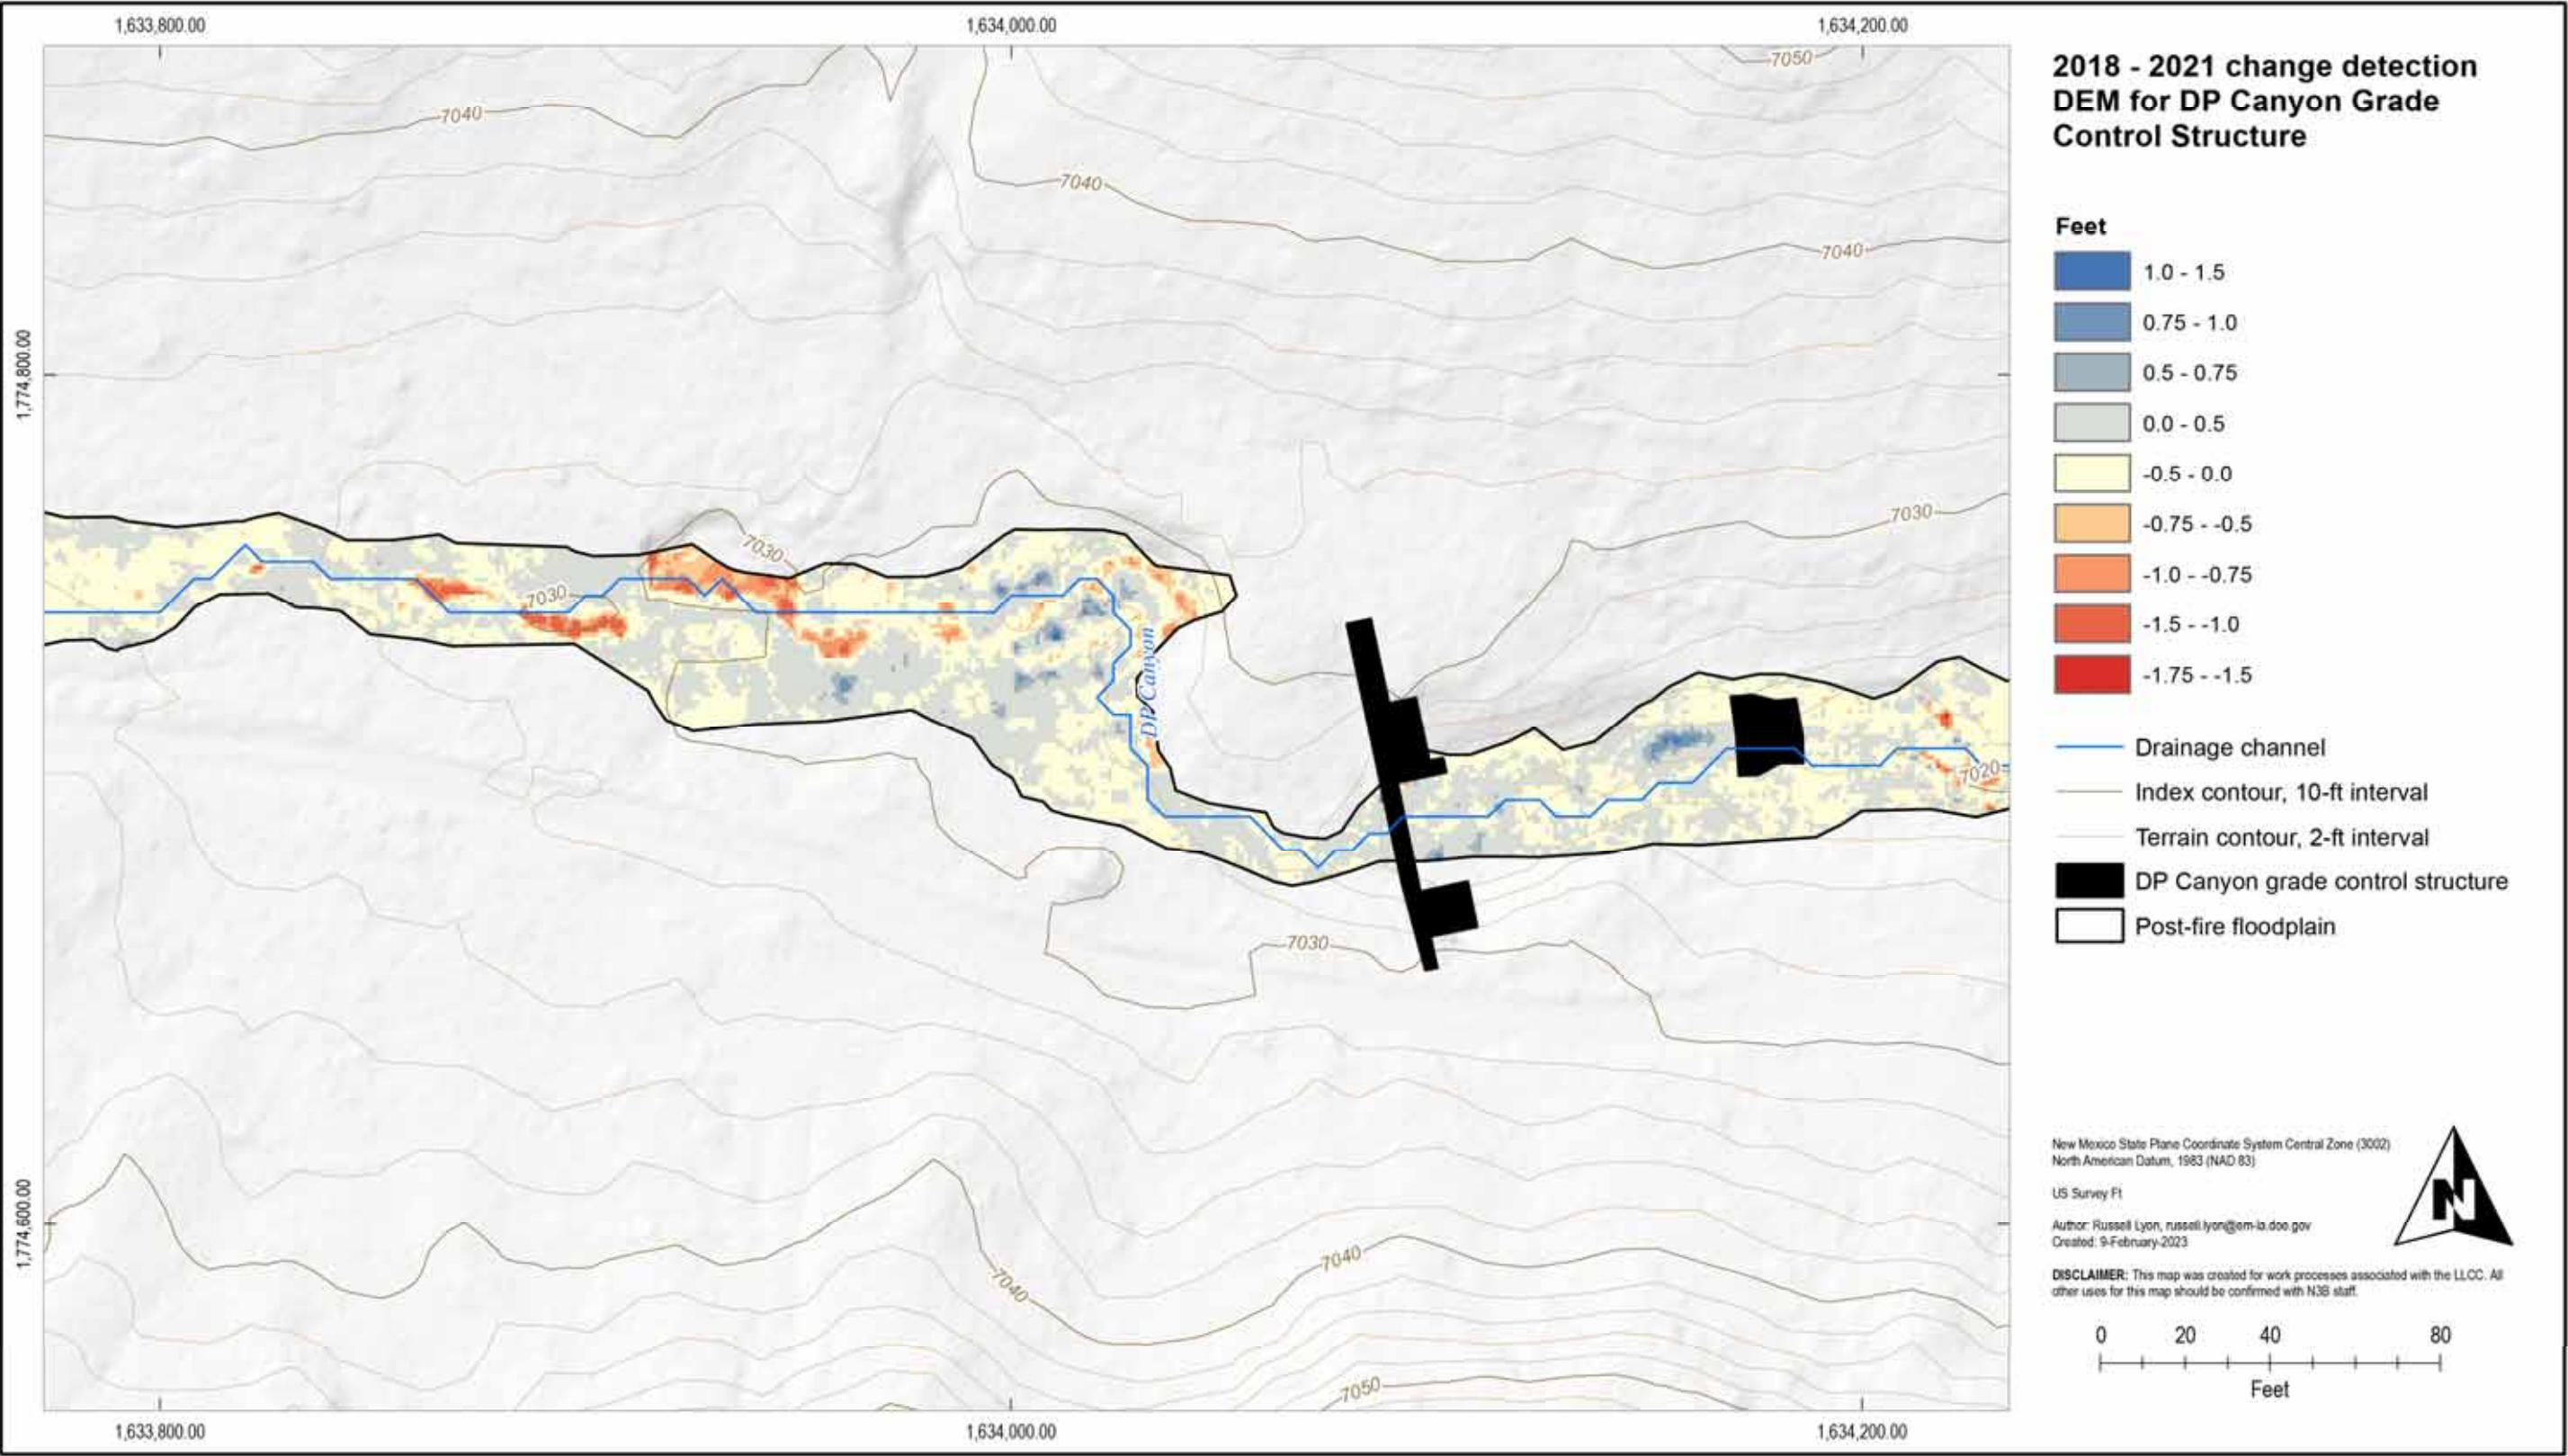 1,633,800.00
1,634,000.00
1,634,200.00
7050
7040
7040
7040
1,774,800.00
7030
7030
7030
DP Canyon
7020
7030
1,774,600.00
7040
7040
7050
1,633,800.00
1,634,000.00
1,634,200.00
2018 - 2021 change detection
DEM for DP Canyon Grade
Control Structure
Feet
1.0 - 1.5
0.75 - 1.0
0.5 - 0.75
0.0 - 0.5
-0.5 - 0.0
-0.75 - -0.5
-1.0 - -0.75
-1.5 - -1.0
-1.75 - -1.5
Drainage channel
Index contour, 10-ft interval
Terrain contour, 2-ft interval
DP Canyon grade control structure
Post-fire floodplain
New Mexico State Plane Coordinate System Central Zone (3002)
North American Datum, 1983 (NAD 83)
US Survey Ft
Author: Russell Lyon, russell.lyon@em-la.doe.gov
Created: 9-February-2023
DISCLAIMER: This map was created for work processes associated with the LLCC. All
other uses for this map should be confirmed with N3B staff.
N
0 20 40 80
Feet